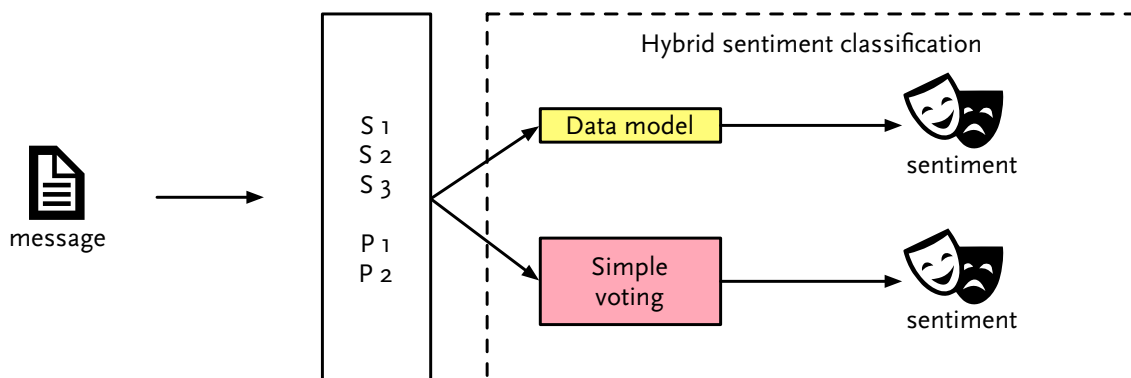 Hybrid sentiment classification
message
S 1
S 2
S 3
P 1
P 2
Data model
sentiment
Simple
voting
sentiment